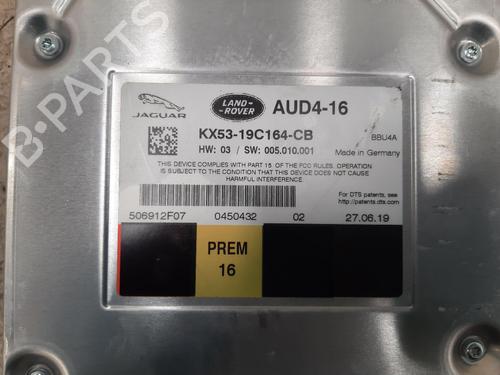 B-PARTS
JAGUAR
LAND-
ROVER
AUD4-16
KX53-19C164-CB
BBU4A
HW: 03 / SW: 005.010.001
Made in Germany
THIS DEVICE COMPLIES WITH PART 15 OF THE FCC RULES. OPERATION
IS SUBJECT TO THE CONDITION THAT THIS DEVICE DOES NOT CAUSE
HARMFUL INTERFERENCE
For DTS patents, see
http://patents.dts.com
506912F07 0450432 02 27.06.19
PREM
16